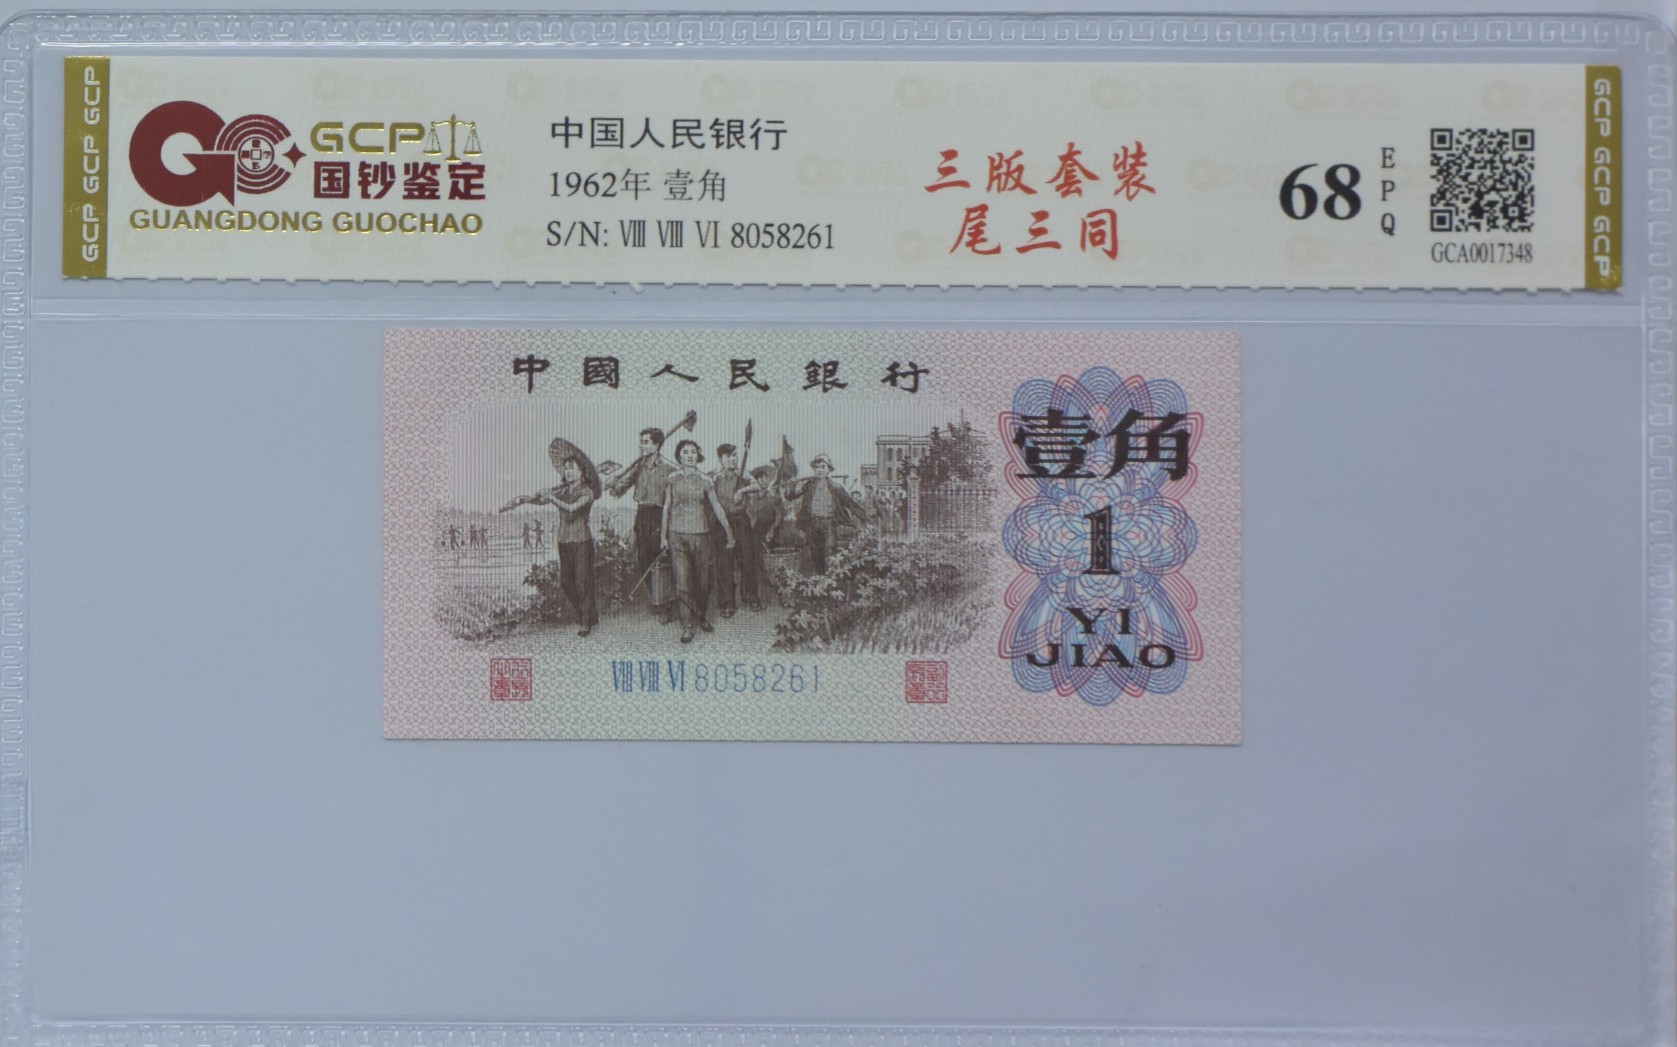 GCP GCP GCP
GCP
国钞鉴定
GUANGDONG GUOCHAO
中国人民银行
1962年 壹角
S/N: Ⅷ Ⅷ Ⅵ 8058261
三版套装
尾三同
68
EPQ
GCA0017348
GCP GCP GCP
中國人民銀行
壹角
1
YI
JIAO
Ⅷ Ⅷ Ⅵ 8058261